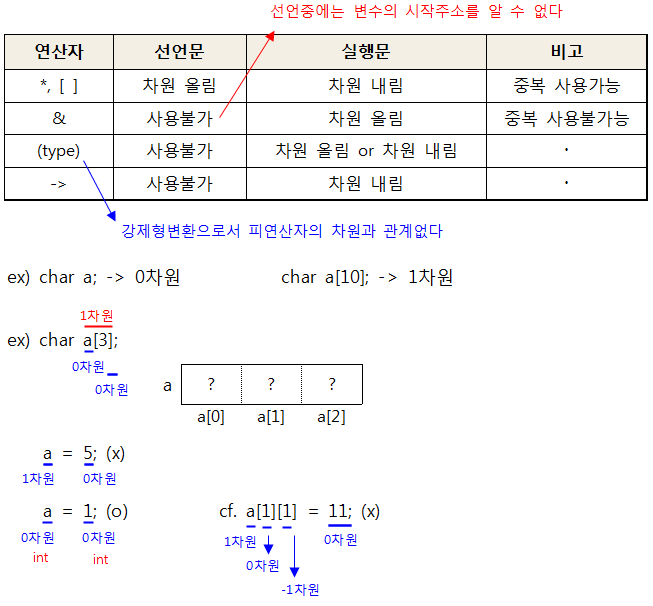 선언중에는 변수의 시작주소를 알 수 없다
연산자 선언문 실행문 비고
*, [ ] 차원 올림 차원 내림 중복 사용가능
& 사용불가 차원 올림 중복 사용불가능
(type) 사용불가 차원 올림 or 차원 내림 ·
-> 사용불가 차원 내림 ·
강제형변환으로서 피연산자의 차원과 관계없다
ex) char a; -> 0차원 char a[10]; -> 1차원
1차원
ex) char a[3];
0차원
0차원
a ? ? ?
a[0] a[1] a[2]
a = 5; (x)
1차원 0차원
a = 1; (o) cf. a[1][1] = 11; (x)
0차원 0차원 1차원 0차원
int int 0차원
-1차원